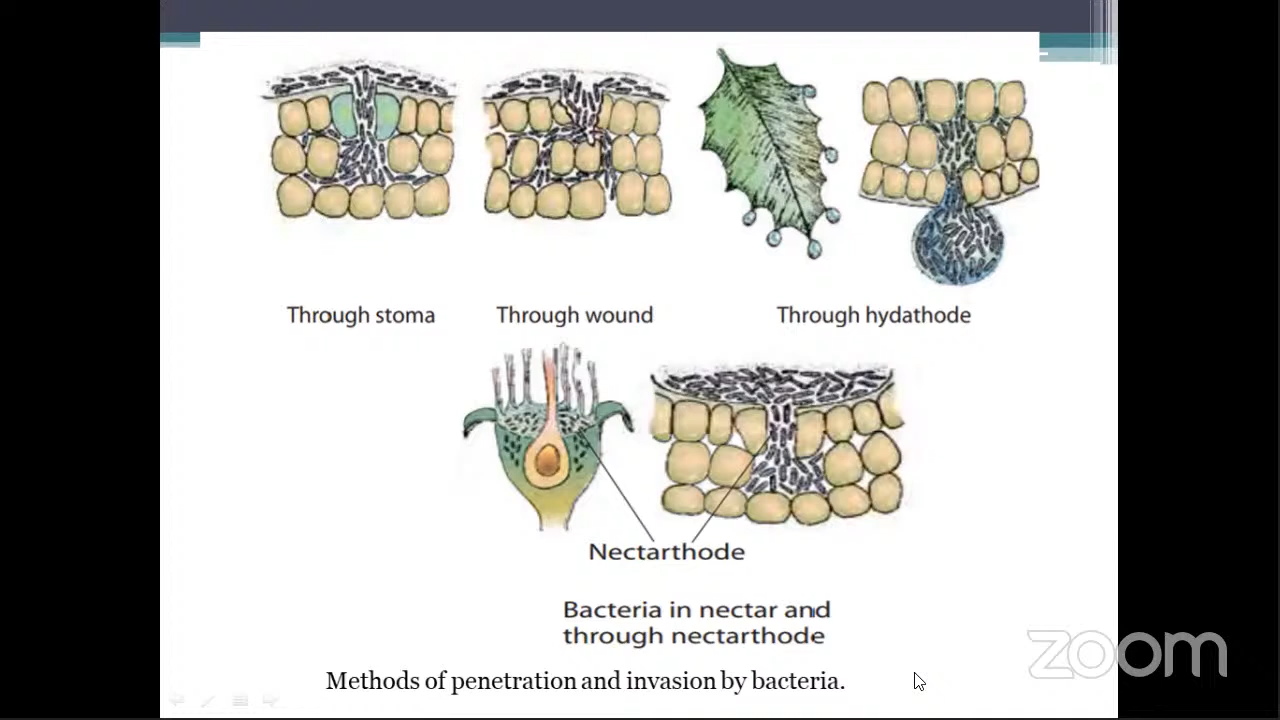 Through stoma
Through wound
Through hydathode
Nectarthode
Bacteria in nectar and
through nectarthode
Methods of penetration and invasion by bacteria.
zoom